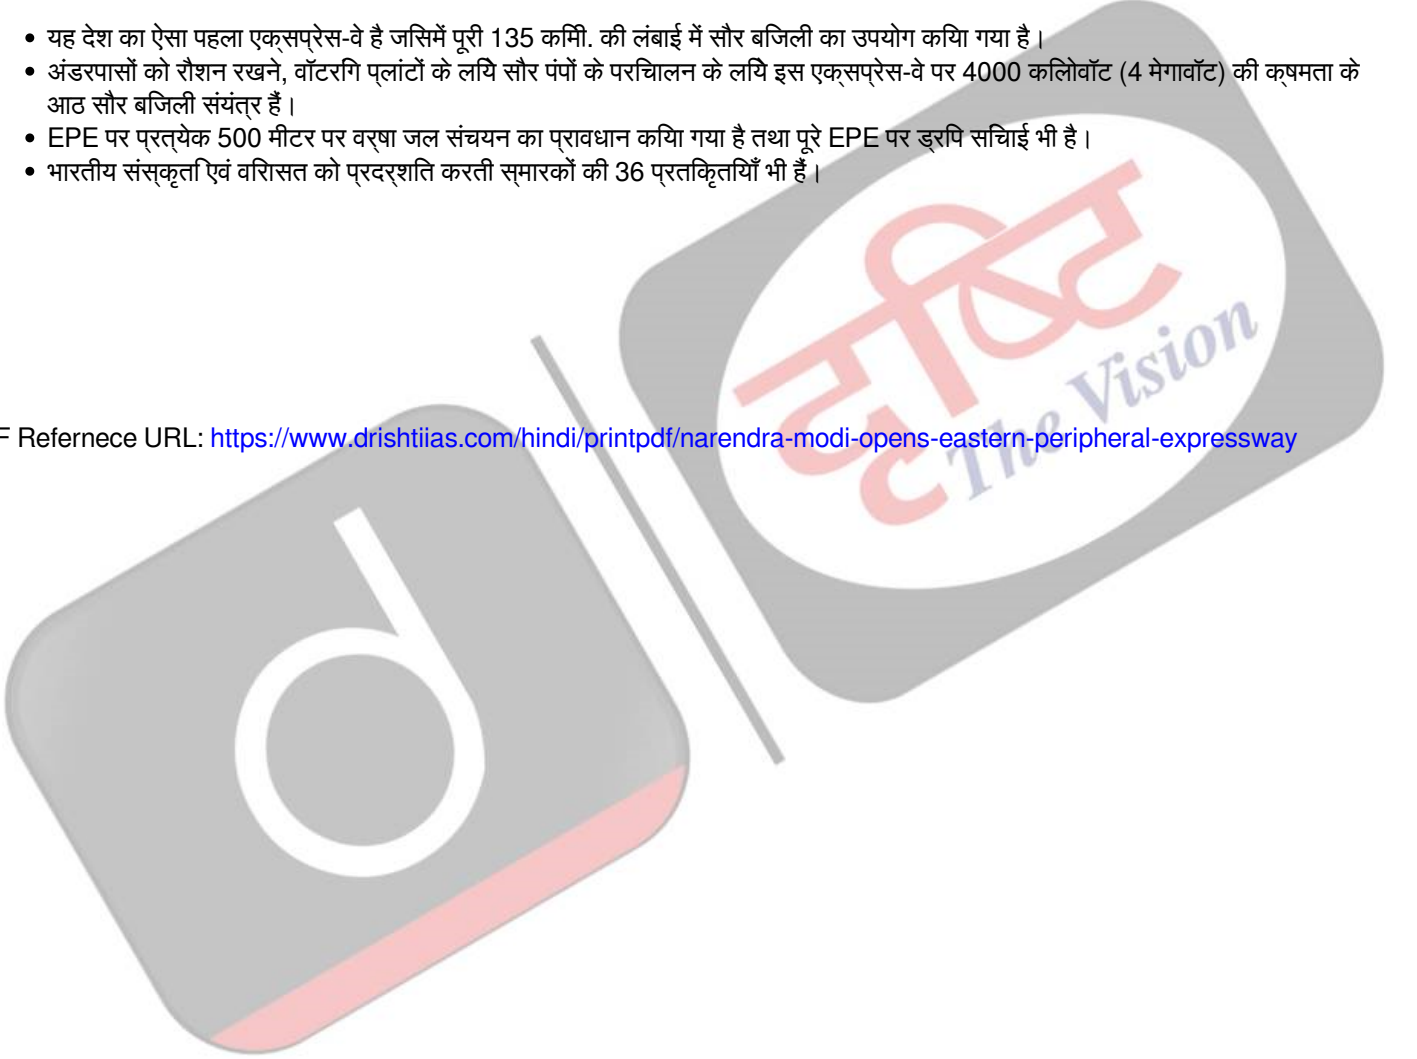 • यह देश का ऐसा पहला एक्सप्रेस-वे है जिसमें पूरी 135 किमी. की लंबाई में सौर बिजली का उपयोग किया गया है।
• अंडरपासों को रौशन रखने, वॉटरिंग प्लांटों के लिये सौर पंपों के परिचालन के लिये इस एक्सप्रेस-वे पर 4000 किलोवॉट (4 मेगावॉट) की क्षमता के
आठ सौर बिजली संयंत्र हैं।
• EPE पर प्रत्येक 500 मीटर पर वर्षा जल संचयन का प्रावधान किया गया है तथा पूरे EPE पर ड्रिप सिंचाई भी है।
• भारतीय संस्कृति एवं विरासत को प्रदर्शित करती स्मारकों की 36 प्रतिकृतियाँ भी हैं।
दृष्टि
The Vision
F Refernece URL: https://www.drishtiias.com/hindi/printpdf/narendra-modi-opens-eastern-peripheral-expressway
d